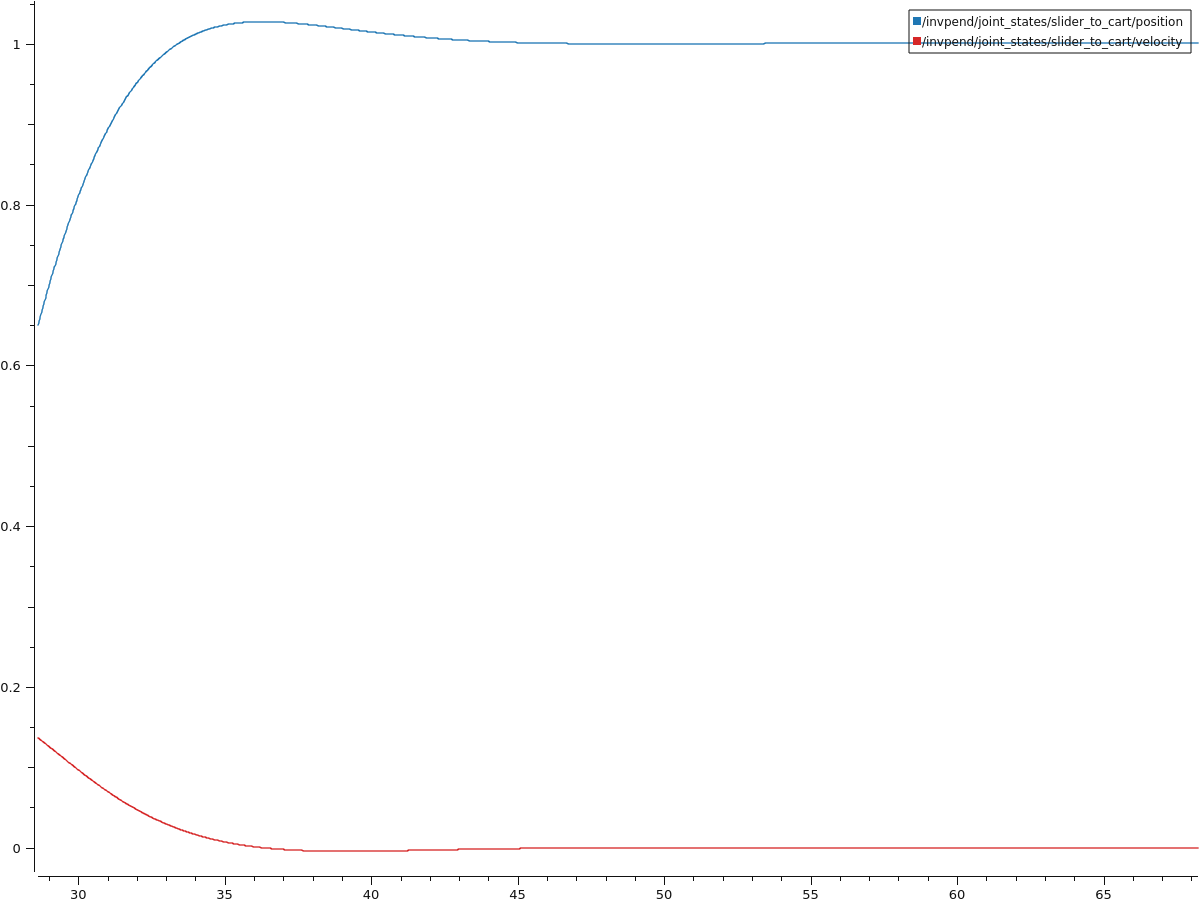 /invpend/joint_states/slider_to_cart/position
/invpend/joint_states/slider_to_cart/velocity
1
0.8
0.6
0.4
0.2
0
30 35 40 45 50 55 60 65